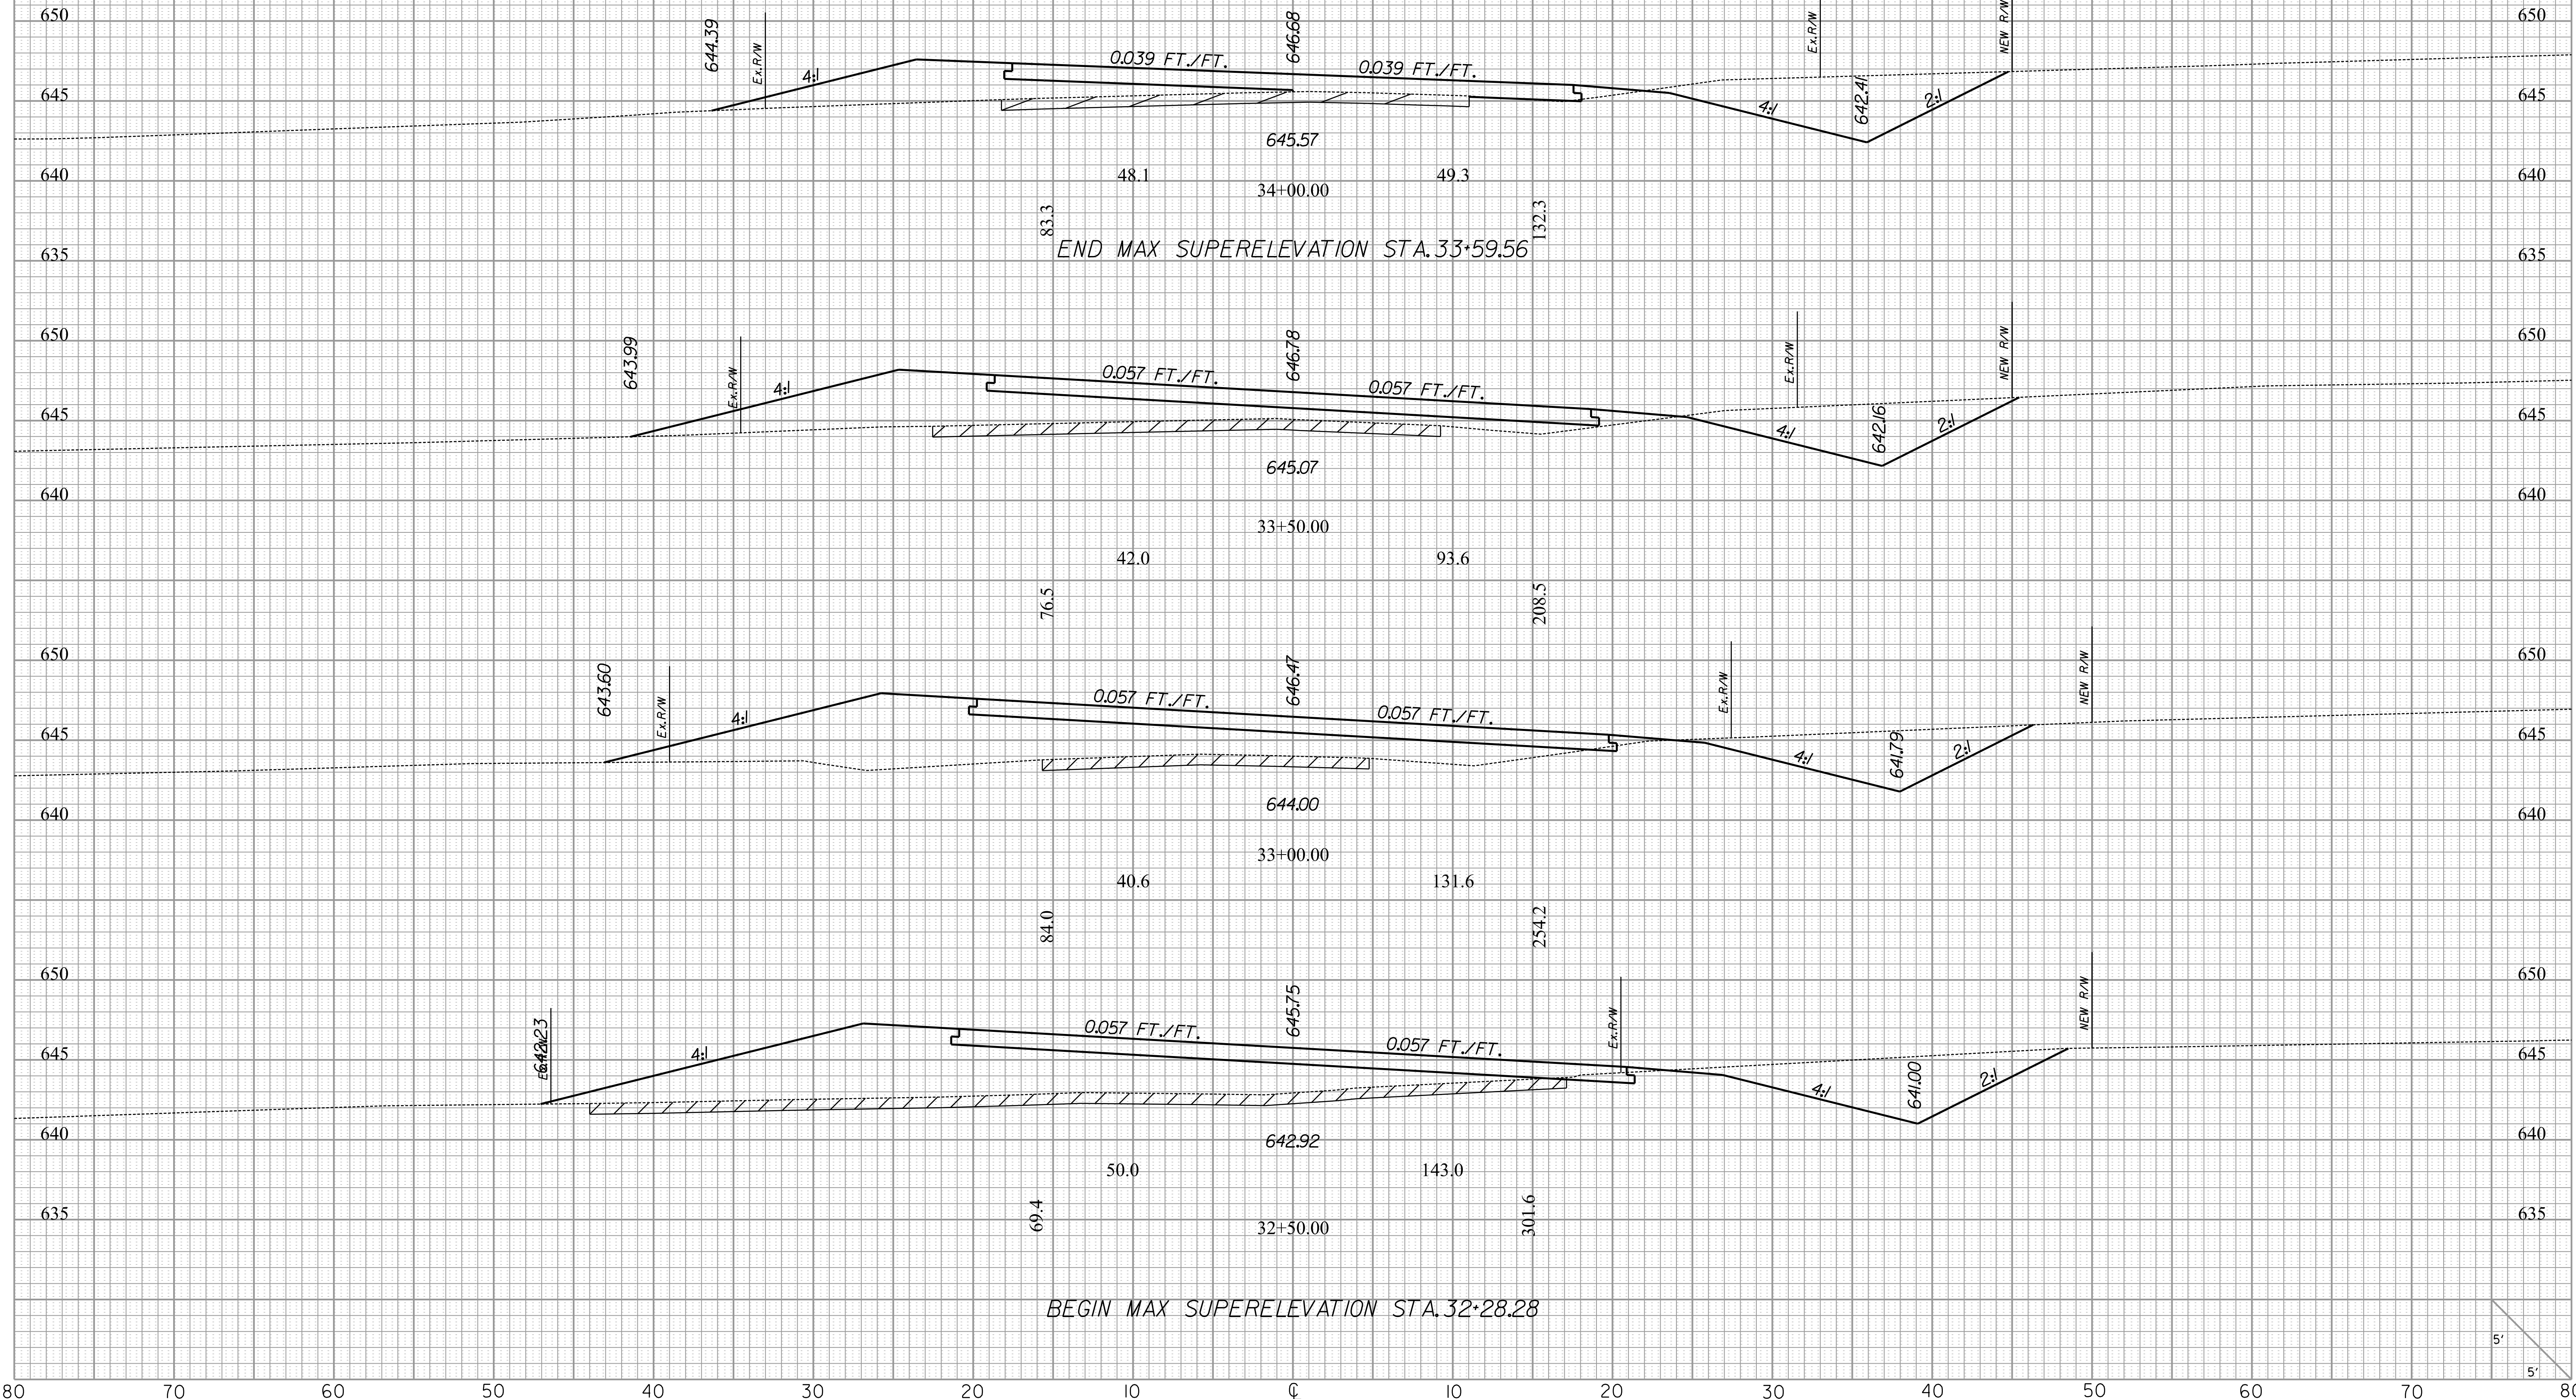 650 644.39 Ex.R/W 646.68 Ex.R/W NEW R/W 650
4:1 0.039 FT./FT. 0.039 FT./FT.
645 4:1 642.41 2:1 645
645.57
640 48.1 49.3 640
34+00.00
83.3 132.3
END MAX SUPERELEVATION STA. 33+59.56
635 635
650 643.99 Ex.R/W 646.78 Ex.R/W NEW R/W 650
4:1 0.057 FT./FT. 0.057 FT./FT.
645 4:1 642.16 2:1 645
645.07
640 640
33+50.00
42.0 93.6
76.5 208.5
650 643.60 Ex.R/W 646.47 Ex.R/W NEW R/W 650
4:1 0.057 FT./FT. 0.057 FT./FT.
645 4:1 641.79 2:1 645
644.00
640 640
33+00.00
40.6 131.6
84.0 254.2
650 645.75 Ex.R/W NEW R/W 650
642.23 Ex.R/W 4:1 0.057 FT./FT. 0.057 FT./FT.
645 4:1 641.00 2:1 645
640 642.92 640
50.0 143.0
69.4 301.6
635 32+50.00 635
BEGIN MAX SUPERELEVATION STA. 32+28.28
5'
5'
80 70 60 50 40 30 20 10 ℄ 10 20 30 40 50 60 70 8